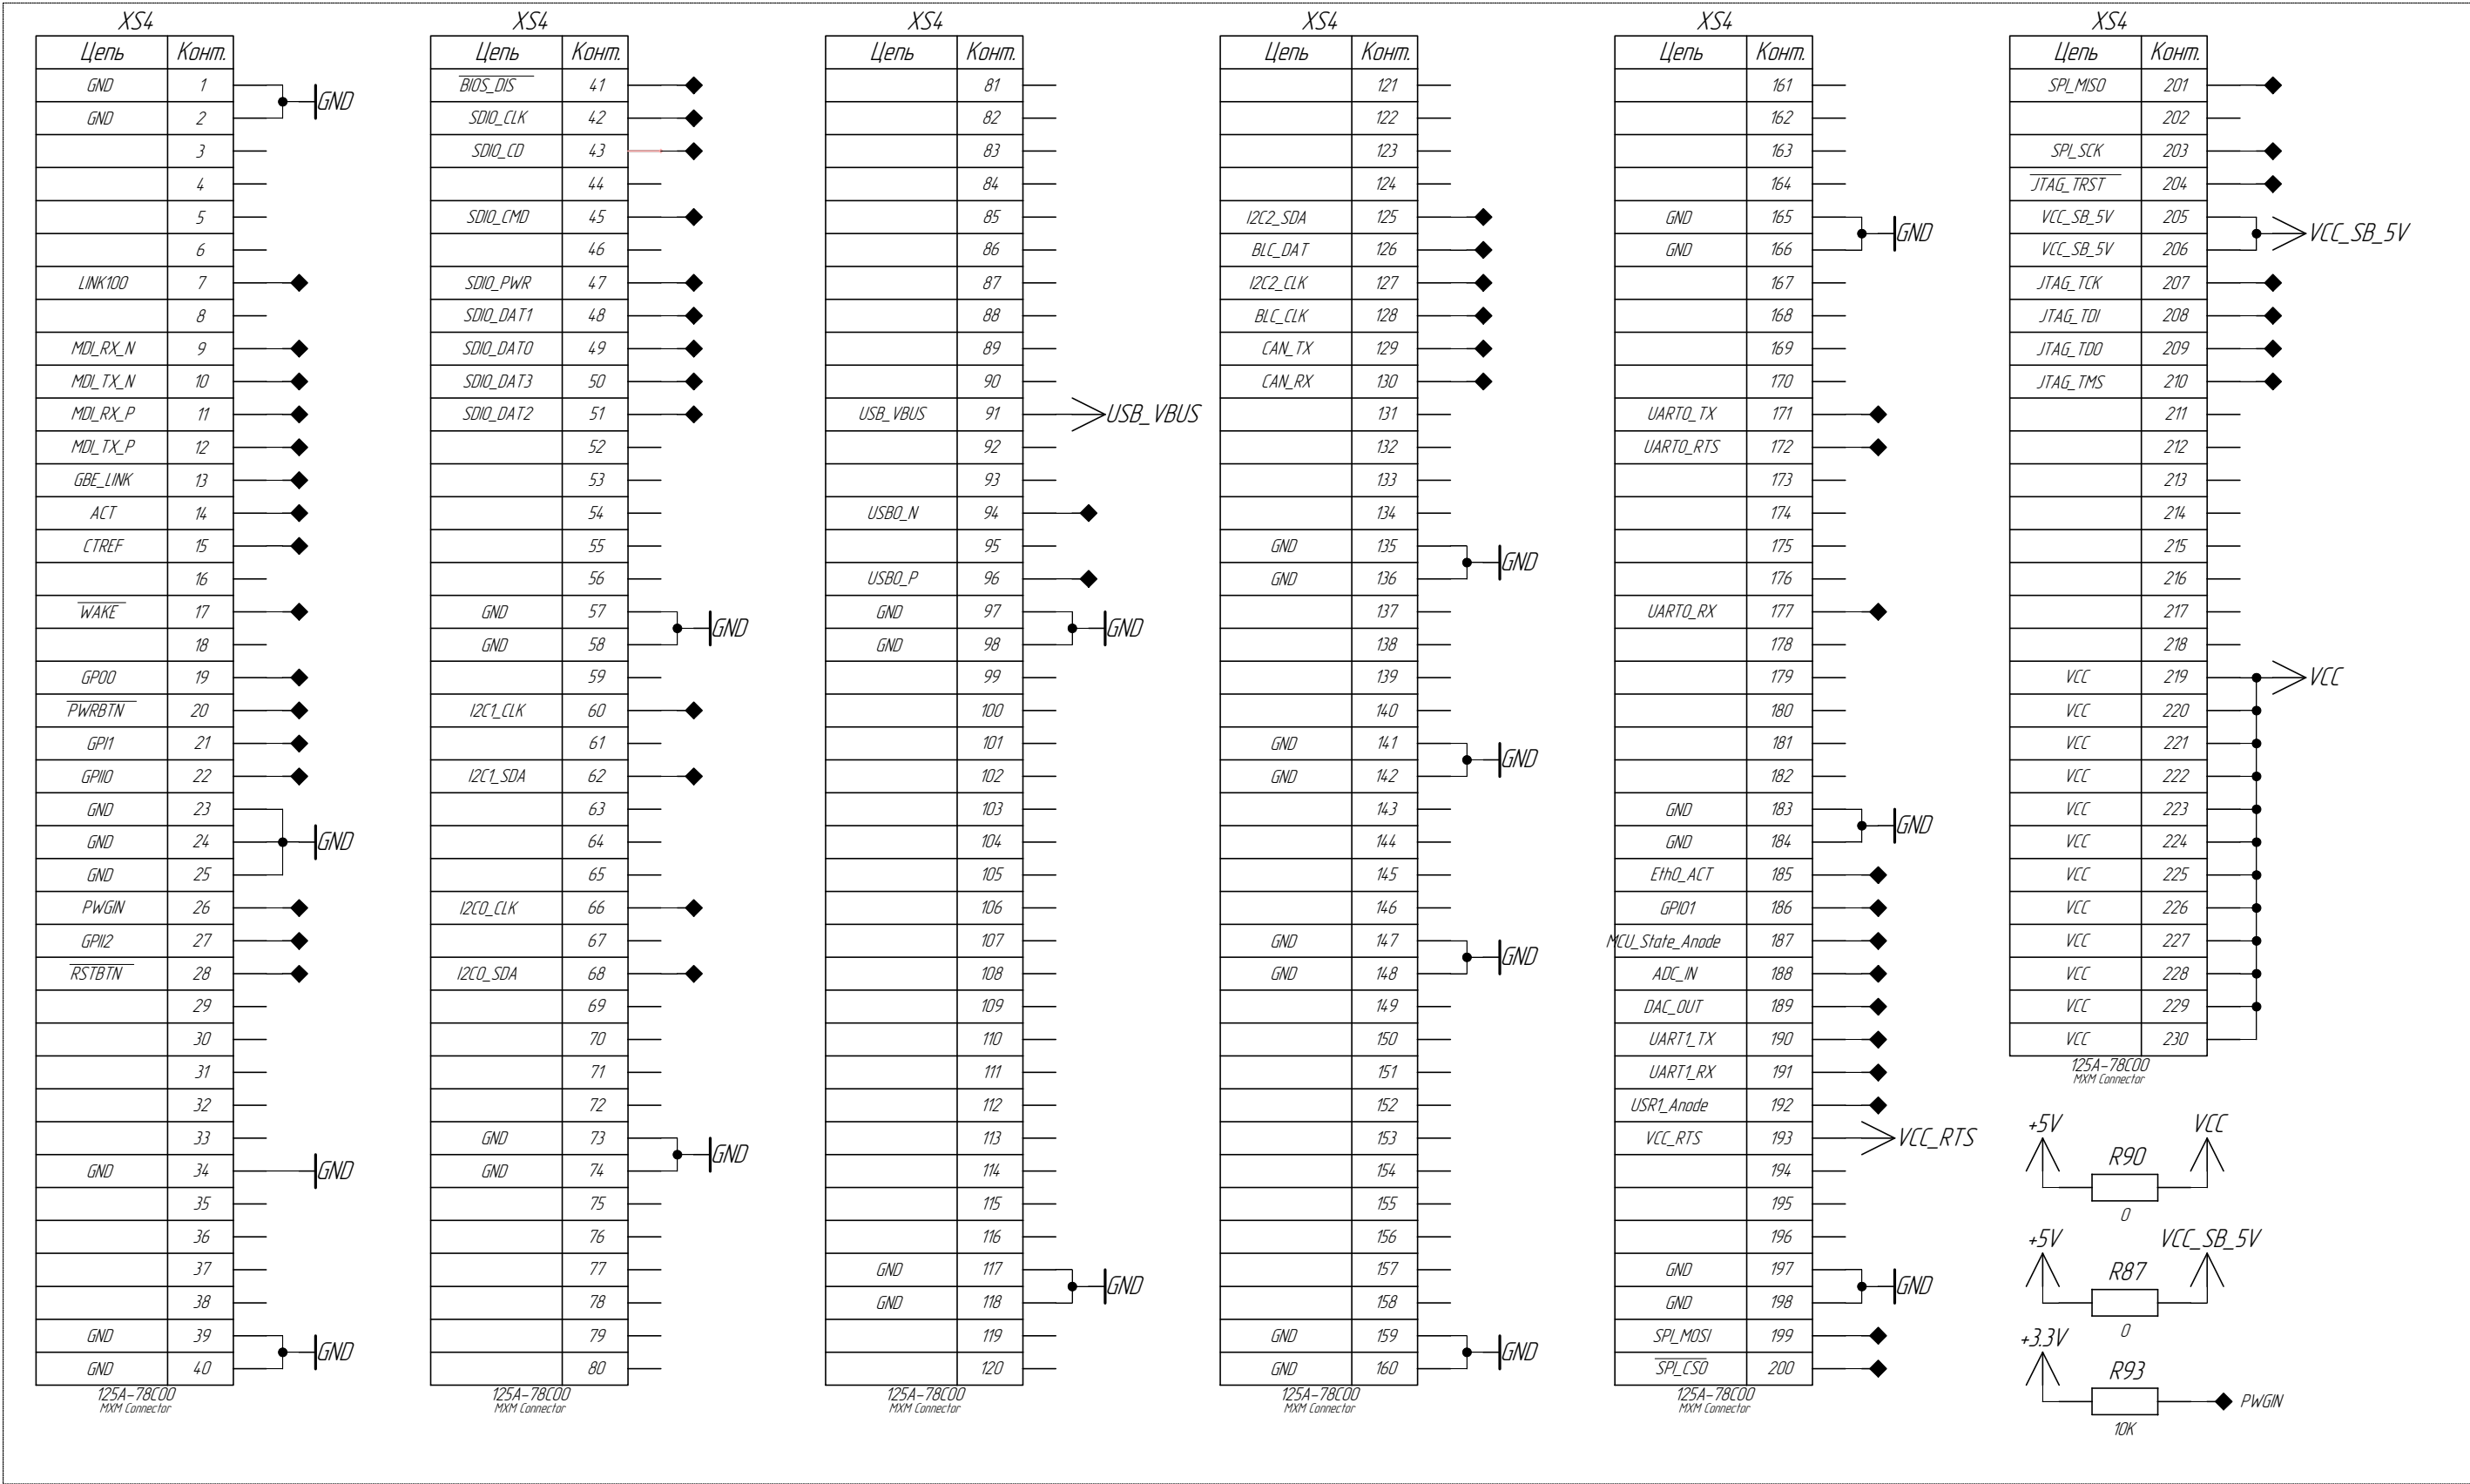 XS4
Цепь Конт.
GND 1
GND
GND 2
3
4
5
6
LINK100 7
8
MDI_RX_N 9
MDI_TX_N 10
MDI_RX_P 11
MDI_TX_P 12
GBE_LINK 13
ACT 14
CTREF 15
16
WAKE 17
18
GPO0 19
PWRBTN 20
GPI1 21
GPII0 22
GND 23
GND 24 GND
GND 25
PWGIN 26
GPII2 27
RSTBTN 28
29
30
31
32
33
GND 34 GND
35
36
37
38
GND 39
GND
GND 40
125A-78C00
MXM Connector
XS4
Цепь Конт.
BIOS_DIS 41
SDIO_CLK 42
SDIO_CD 43
44
SDIO_CMD 45
46
SDIO_PWR 47
SDIO_DAT1 48
SDIO_DAT0 49
SDIO_DAT3 50
SDIO_DAT2 51
52
53
54
55
56
GND 57
GND
GND 58
59
I2C1_CLK 60
61
I2C1_SDA 62
63
64
65
I2C0_CLK 66
67
I2C0_SDA 68
69
70
71
72
GND 73
GND
GND 74
75
76
77
78
79
80
125A-78C00
MXM Connector
XS4
Цепь Конт.
81
82
83
84
85
86
87
88
89
90
USB_VBUS 91 USB_VBUS
92
93
USB0_N 94
95
USB0_P 96
GND 97
GND
GND 98
99
100
101
102
103
104
105
106
107
108
109
110
111
112
113
114
115
116
GND 117
GND
GND 118
119
120
125A-78C00
MXM Connector
XS4
Цепь Конт.
121
122
123
124
I2C2_SDA 125
BLC_DAT 126
I2C2_CLK 127
BLC_CLK 128
CAN_TX 129
CAN_RX 130
131
132
133
134
GND 135
GND
GND 136
137
138
139
140
GND 141
GND
GND 142
143
144
145
146
GND 147
GND
GND 148
149
150
151
152
153
154
155
156
157
158
GND 159
GND
GND 160
125A-78C00
MXM Connector
XS4
Цепь Конт.
161
162
163
164
GND 165
GND
GND 166
167
168
169
170
UART0_TX 171
UART0_RTS 172
173
174
175
176
UART0_RX 177
178
179
180
181
182
GND 183
GND
GND 184
Eth0_ACT 185
GPIO1 186
MCU_State_Anode 187
ADC_IN 188
DAC_OUT 189
UART1_TX 190
UART1_RX 191
USR1_Anode 192
VCC_RTS 193 VCC_RTS
194
195
196
GND 197
GND
GND 198
SPI_MOSI 199
SPI_CS0 200
125A-78C00
MXM Connector
XS4
Цепь Конт.
SPI_MISO 201
202
SPI_SCK 203
JTAG_TRST 204
VCC_SB_5V 205
VCC_SB_5V
VCC_SB_5V 206
JTAG_TCK 207
JTAG_TDI 208
JTAG_TDO 209
JTAG_TMS 210
211
212
213
214
215
216
217
218
VCC 219 VCC
VCC 220
VCC 221
VCC 222
VCC 223
VCC 224
VCC 225
VCC 226
VCC 227
VCC 228
VCC 229
VCC 230
125A-78C00
MXM Connector
+5V VCC
R90
0
+5V VCC_SB_5V
R87
0
+3.3V
R93
PWGIN
10K